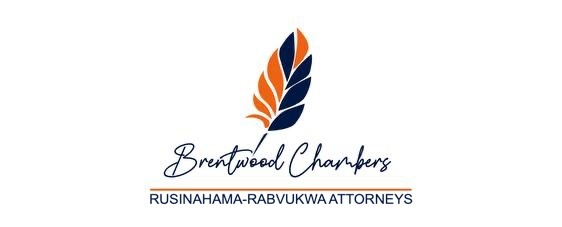 Brentwood Chambers
RUSINAHAMA-RABVUKWA ATTORNEYS